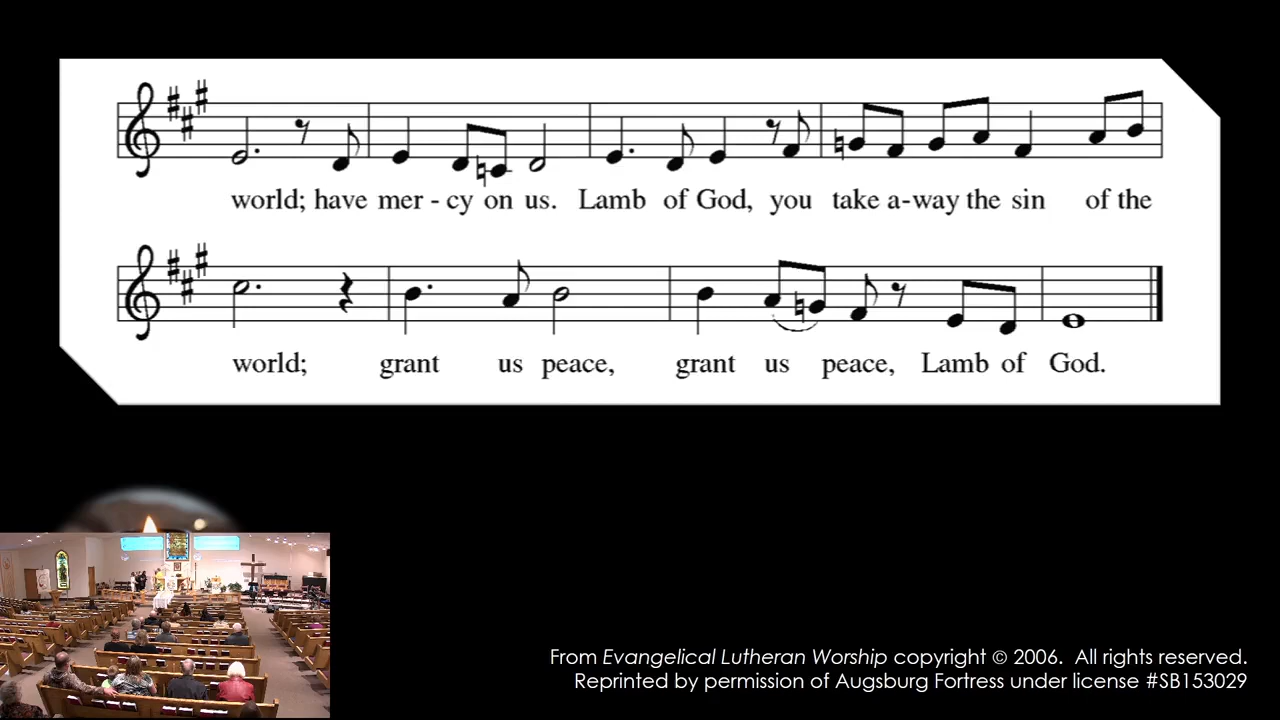 world; have mer - cy on us. Lamb of God, you take a-way the sin of the
world; grant us peace, grant us peace, Lamb of God.
From Evangelical Lutheran Worship copyright © 2006. All rights reserved.
Reprinted by permission of Augsburg Fortress under license #SB153029